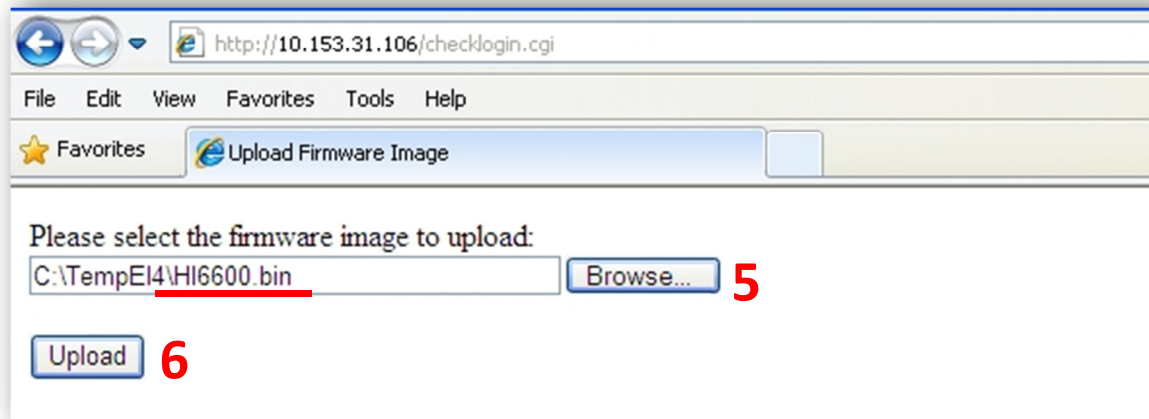 http://10.153.31.106/checklogin.cgi
File Edit View Favorites Tools Help
Favorites Upload Firmware Image
Please select the firmware image to upload:
C:\TempEI4\HI6600.bin Browse... 5
Upload 6